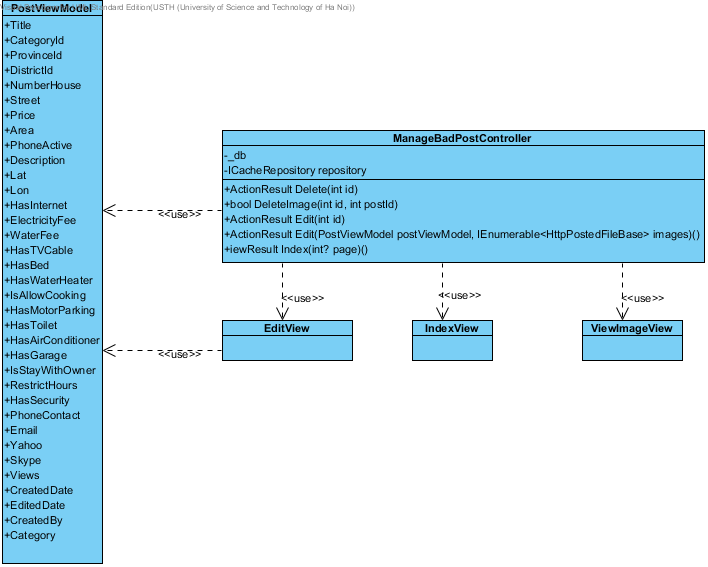 Standard Edition(USTH (University of Science and Technology of Ha Noi))
PostViewModel
+Title
+CategoryId
+ProvinceId
+DistrictId
+NumberHouse
+Street
+Price
+Area
+PhoneActive
+Description
+Lat
+Lon
+HasInternet
+ElectricityFee
+WaterFee
+HasTVCable
+HasBed
+HasWaterHeater
+IsAllowCooking
+HasMotorParking
+HasToilet
+HasAirConditioner
+HasGarage
+IsStayWithOwner
+RestrictHours
+HasSecurity
+PhoneContact
+Email
+Yahoo
+Skype
+Views
+CreatedDate
+EditedDate
+CreatedBy
+Category
<<use>>
<<use>>
ManageBadPostController
-_db
-ICacheRepository repository
+ActionResult Delete(int id)
+bool DeleteImage(int id, int postId)
+ActionResult Edit(int id)
+ActionResult Edit(PostViewModel postViewModel, IEnumerable<HttpPostedFileBase> images)()
+iewResult Index(int? page)()
<<use>>
<<use>>
<<use>>
EditView
IndexView
ViewImageView